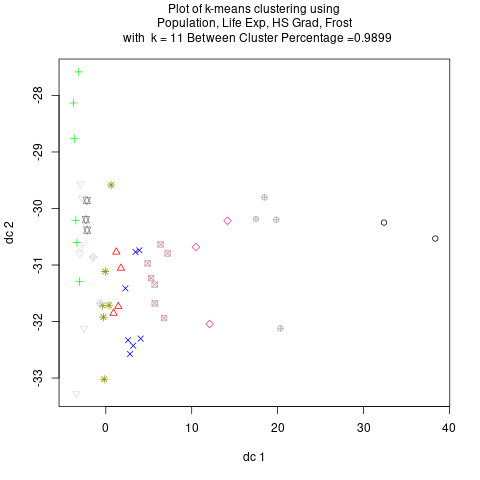 Plot of k-means clustering using
Population, Life Exp, HS Grad, Frost
with k = 11 Between Cluster Percentage =0.9899
-28
-29
-30
-31
-32
-33
dc 2
0 10 20 30 40
dc 1